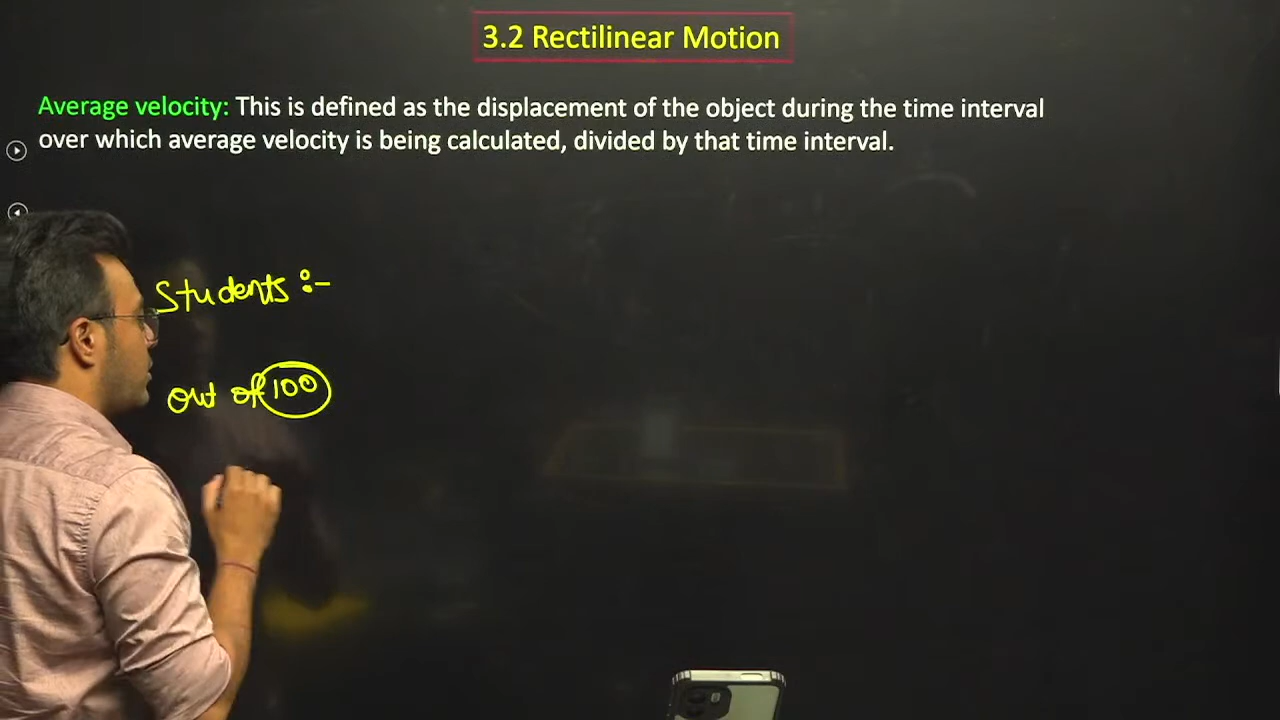 3.2 Rectilinear Motion
Average velocity: This is defined as the displacement of the object during the time interval
over which average velocity is being calculated, divided by that time interval.
Students :-
out of 100